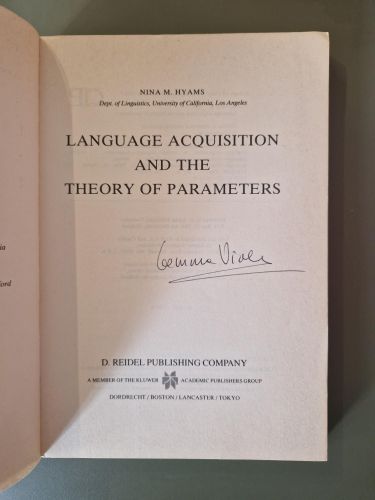 NINA M. HYAMS
Dept. of Linguistics, University of California, Los Angeles
LANGUAGE ACQUISITION
AND THE
THEORY OF PARAMETERS
Gemma
D. REIDEL PUBLISHING COMPANY
A MEMBER OF THE KLUWER ACADEMIC PUBLISHERS GROUP
DORDRECHT / BOSTON / LANCASTER / TOKYO